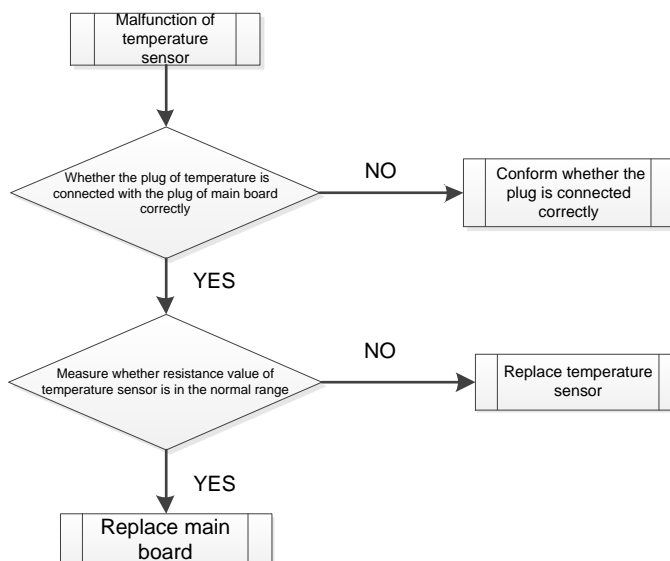 Malfunction of
temperature
sensor
Whether the plug of temperature is
connected with the plug of main board
correctly
NO
Conform whether the
plug is connected
correctly
YES
Measure whether resistance value of
temperature sensor is in the normal range
NO
Replace temperature
sensor
YES
Replace main
board